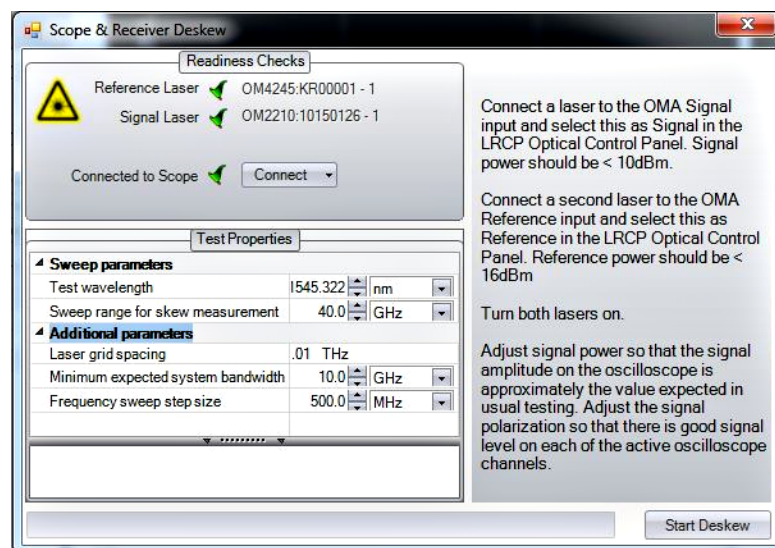 Scope & Receiver Deskew
Readiness Checks
Reference Laser OM4245:KR00001 - 1
Signal Laser OM2210:10150126 - 1
Connected to Scope Connect
Test Properties
Sweep parameters
Test wavelength 1545.322 nm
Sweep range for skew measurement 40.0 GHz
Additional parameters
Laser grid spacing .01 THz
Minimum expected system bandwidth 10.0 GHz
Frequency sweep step size 500.0 MHz
Connect a laser to the OMA Signal
input and select this as Signal in the
LRCP Optical Control Panel. Signal
power should be < 10dBm.
Connect a second laser to the OMA
Reference input and select this as
Reference in the LRCP Optical Control
Panel. Reference power should be <
16dBm
Turn both lasers on.
Adjust signal power so that the signal
amplitude on the oscilloscope is
approximately the value expected in
usual testing. Adjust the signal
polarization so that there is good signal
level on each of the active oscilloscope
channels.
Start Deskew